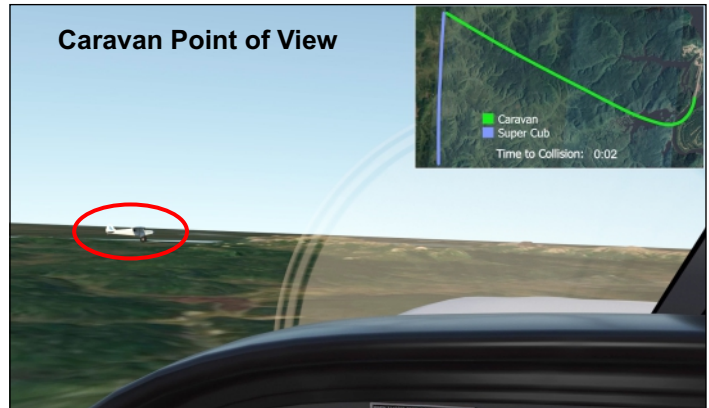 Caravan Point of View
Caravan
Super Cub
Time to Collision: 0:02